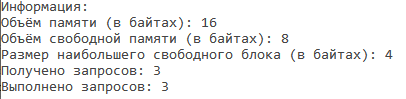 Информация:
Объём памяти (в байтах): 16
Объём свободной памяти (в байтах): 8
Размер наибольшего свободного блока (в байтах): 4
Получено запросов: 3
Выполнено запросов: 3